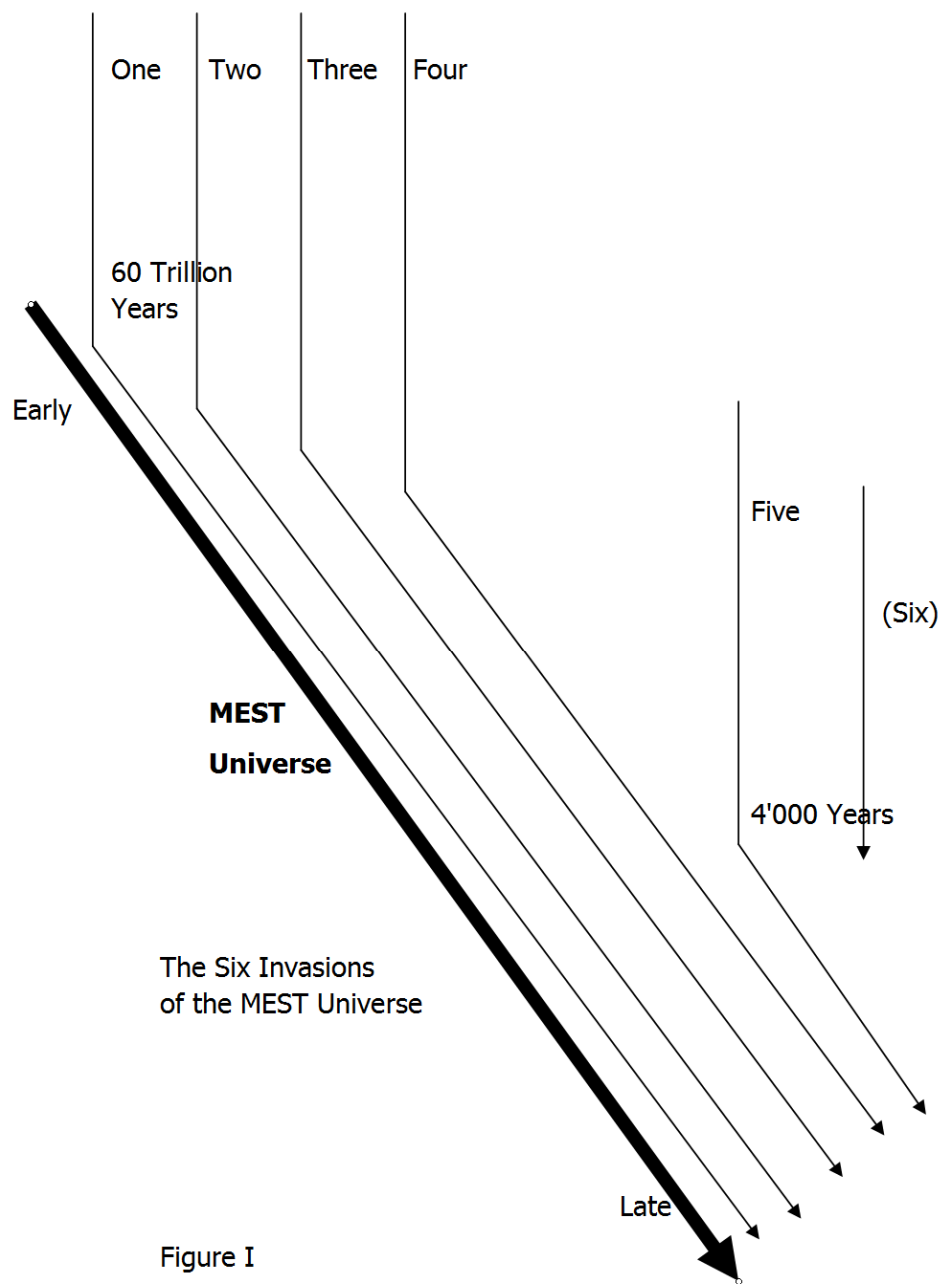 One Two Three Four
60 Trillion
Years
Early
Five
(Six)
MEST
Universe
4'000 Years
The Six Invasions
of the MEST Universe
Late
Figure I